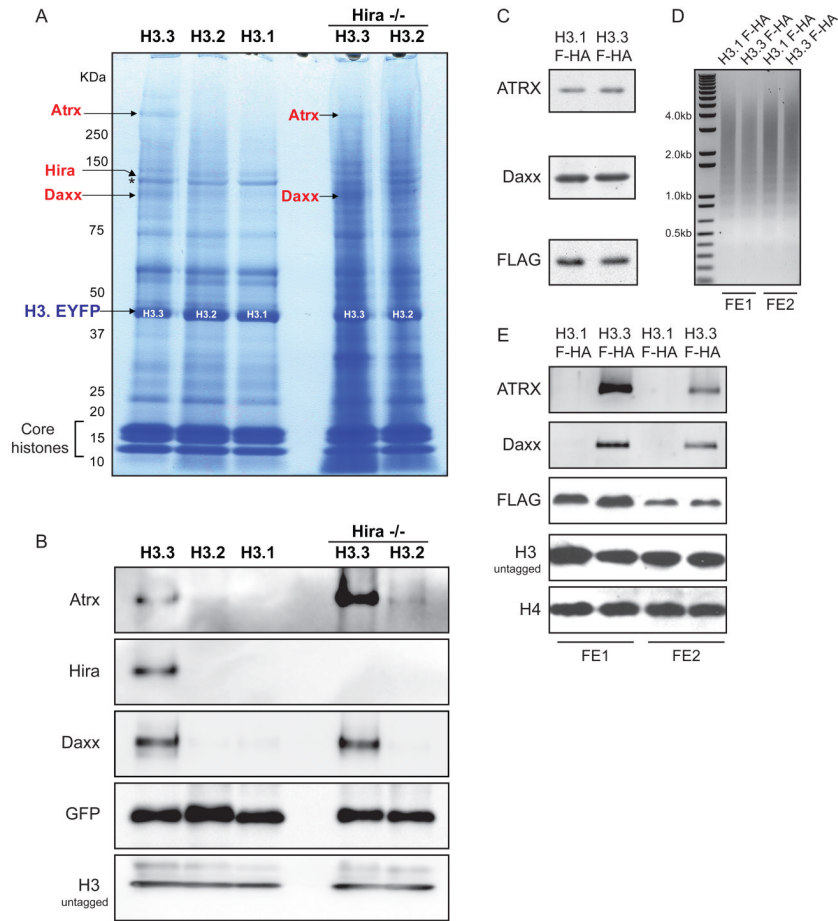 A
Hira -/-
H3.3 H3.2 H3.1 H3.3 H3.2
KDa
Atrx
250
150
Hira
*
Daxx
75
50
H3. EYFP
37
25
20
Core
histones
15
10
Atrx
Daxx
H3.3 H3.2 H3.1 H3.3 H3.2
B
Hira -/-
H3.3 H3.2 H3.1 H3.3 H3.2
Atrx
Hira
Daxx
GFP
H3
untagged
C
H3.1 H3.3
F-HA F-HA
ATRX
Daxx
FLAG
D
H3.1 F-HA
H3.3 F-HA
H3.1 F-HA
H3.3 F-HA
4.0kb
2.0kb
1.0kb
0.5kb
FE1 FE2
E
H3.1 H3.3 H3.1 H3.3
F-HA F-HA F-HA F-HA
ATRX
Daxx
FLAG
H3
untagged
H4
FE1 FE2